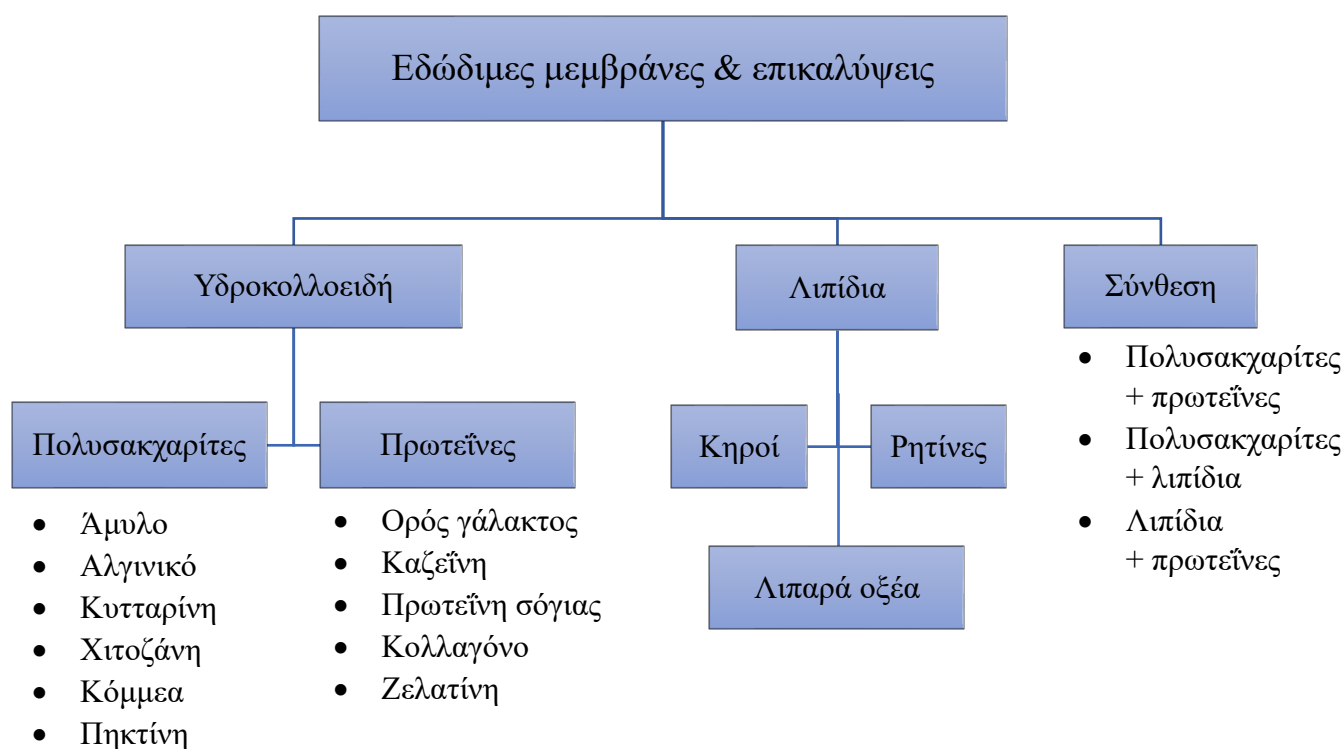 Εδώδιμες μεμβράνες & επικαλύψεις
Υδροκολλοειδή
Λιπίδια
Σύνθεση
Πολυσακχαρίτες
Πρωτεΐνες
• Άμυλο
• Αλγινικό
• Κυτταρίνη
• Χιτοζάνη
• Κόμμεα
• Πηκτίνη
• Ορός γάλακτος
• Καζεΐνη
• Πρωτεΐνη σόγιας
• Κολλαγόνο
• Ζελατίνη
Κηροί
Ρητίνες
Λιπαρά οξέα
• Πολυσακχαρίτες
+ πρωτεΐνες
• Πολυσακχαρίτες
+ λιπίδια
• Λιπίδια
+ πρωτεΐνες